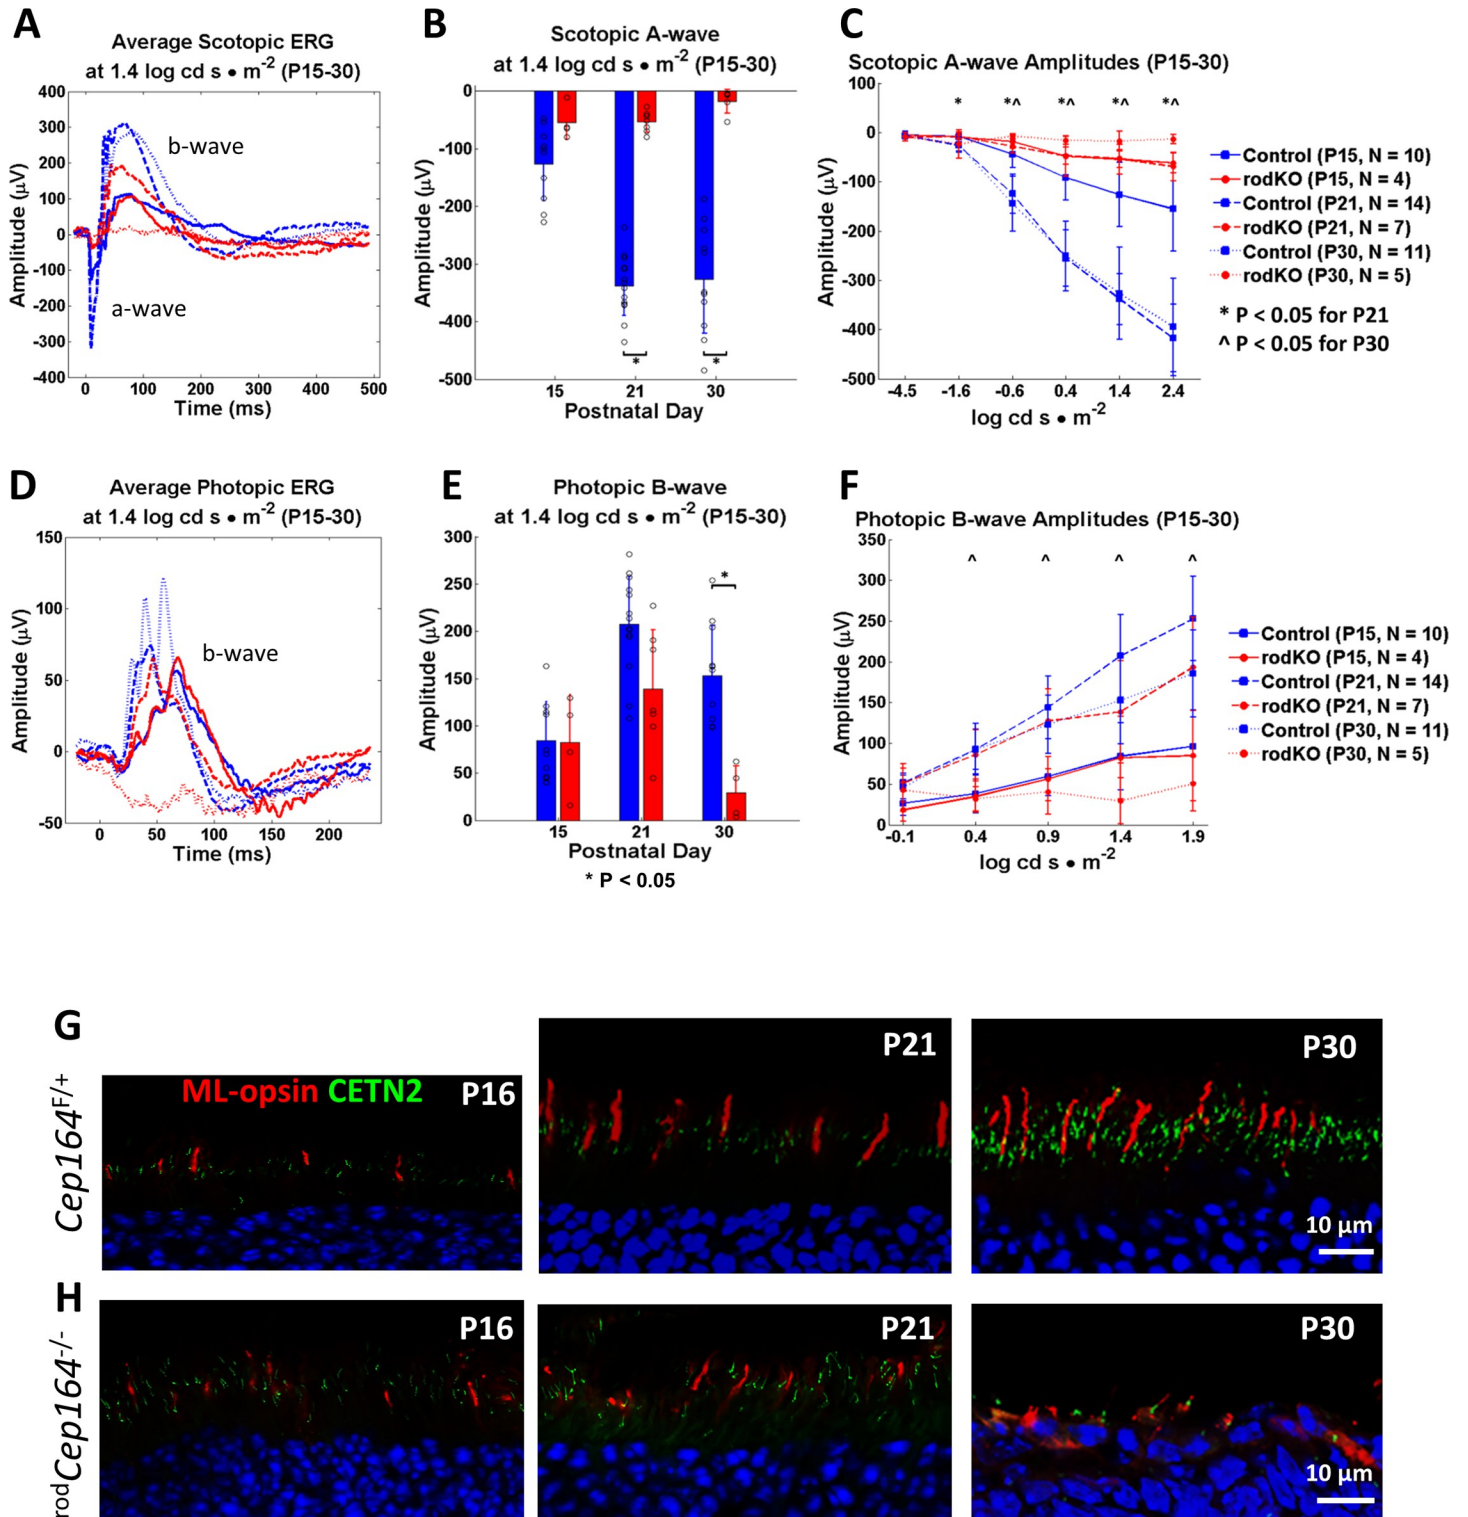 A
Average Scotopic ERG
at 1.4 log cd s • m-2 (P15-30)
400
300
200
100
0
-100
-200
-300
-400
Amplitude (µV)
b-wave
a-wave
0 100 200 300 400 500
Time (ms)
B
Scotopic A-wave
at 1.4 log cd s • m-2 (P15-30)
0
-100
-200
-300
-400
-500
Amplitude (µV)
* *
15 21 30
Postnatal Day
C
Scotopic A-wave Amplitudes (P15-30)
100
0
-100
-200
-300
-400
-500
Amplitude (µV)
* *^ *^ *^ *^
-4.5 -1.6 -0.6 0.4 1.4 2.4
log cd s • m-2
Control (P15, N = 10)
rodKO (P15, N = 4)
Control (P21, N = 14)
rodKO (P21, N = 7)
Control (P30, N = 11)
rodKO (P30, N = 5)
* P < 0.05 for P21
^ P < 0.05 for P30
D
Average Photopic ERG
at 1.4 log cd s • m-2 (P15-30)
150
100
50
0
-50
Amplitude (µV)
b-wave
0 50 100 150 200
Time (ms)
E
Photopic B-wave
at 1.4 log cd s • m-2 (P15-30)
300
250
200
150
100
50
0
Amplitude (µV)
*
15 21 30
Postnatal Day
* P < 0.05
F
Photopic B-wave Amplitudes (P15-30)
350
300
250
200
150
100
50
0
Amplitude (µV)
^ ^ ^ ^
-0.1 0.4 0.9 1.4 1.9
log cd s • m-2
Control (P15, N = 10)
rodKO (P15, N = 4)
Control (P21, N = 14)
rodKO (P21, N = 7)
Control (P30, N = 11)
rodKO (P30, N = 5)
G
Cep164F/+
ML-opsin CETN2 P16
P21
P30
10 µm
H
rodCep164-/-
P16
P21
P30
10 µm